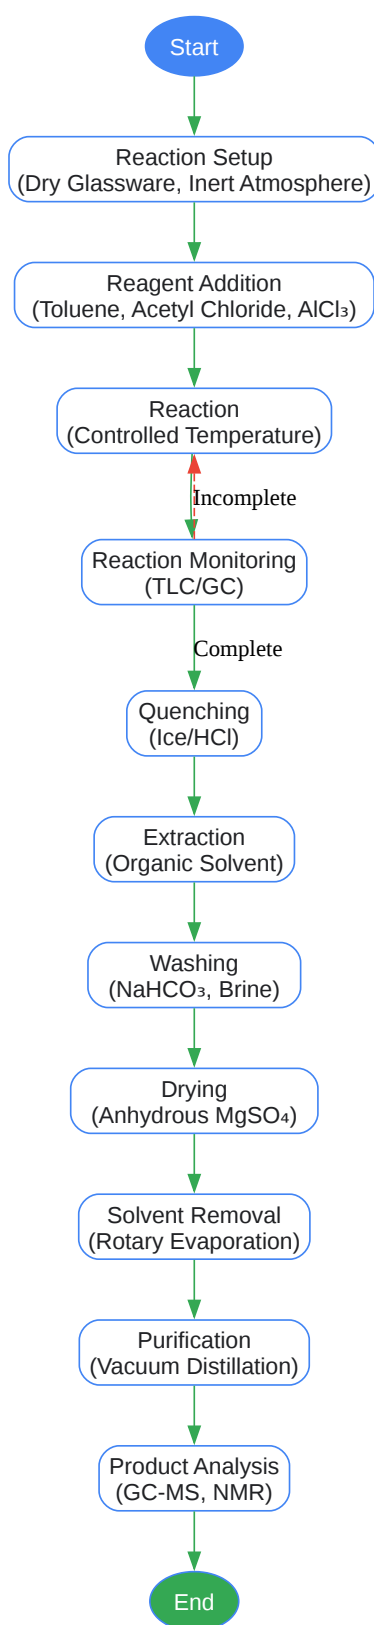 Start
Reaction Setup
(Dry Glassware, Inert Atmosphere)
Reagent Addition
(Toluene, Acetyl Chloride, AlCl₃)
Reaction
(Controlled Temperature)
Incomplete
Reaction Monitoring
(TLC/GC)
Complete
Quenching
(Ice/HCl)
Extraction
(Organic Solvent)
Washing
(NaHCO₃, Brine)
Drying
(Anhydrous MgSO₄)
Solvent Removal
(Rotary Evaporation)
Purification
(Vacuum Distillation)
Product Analysis
(GC-MS, NMR)
End